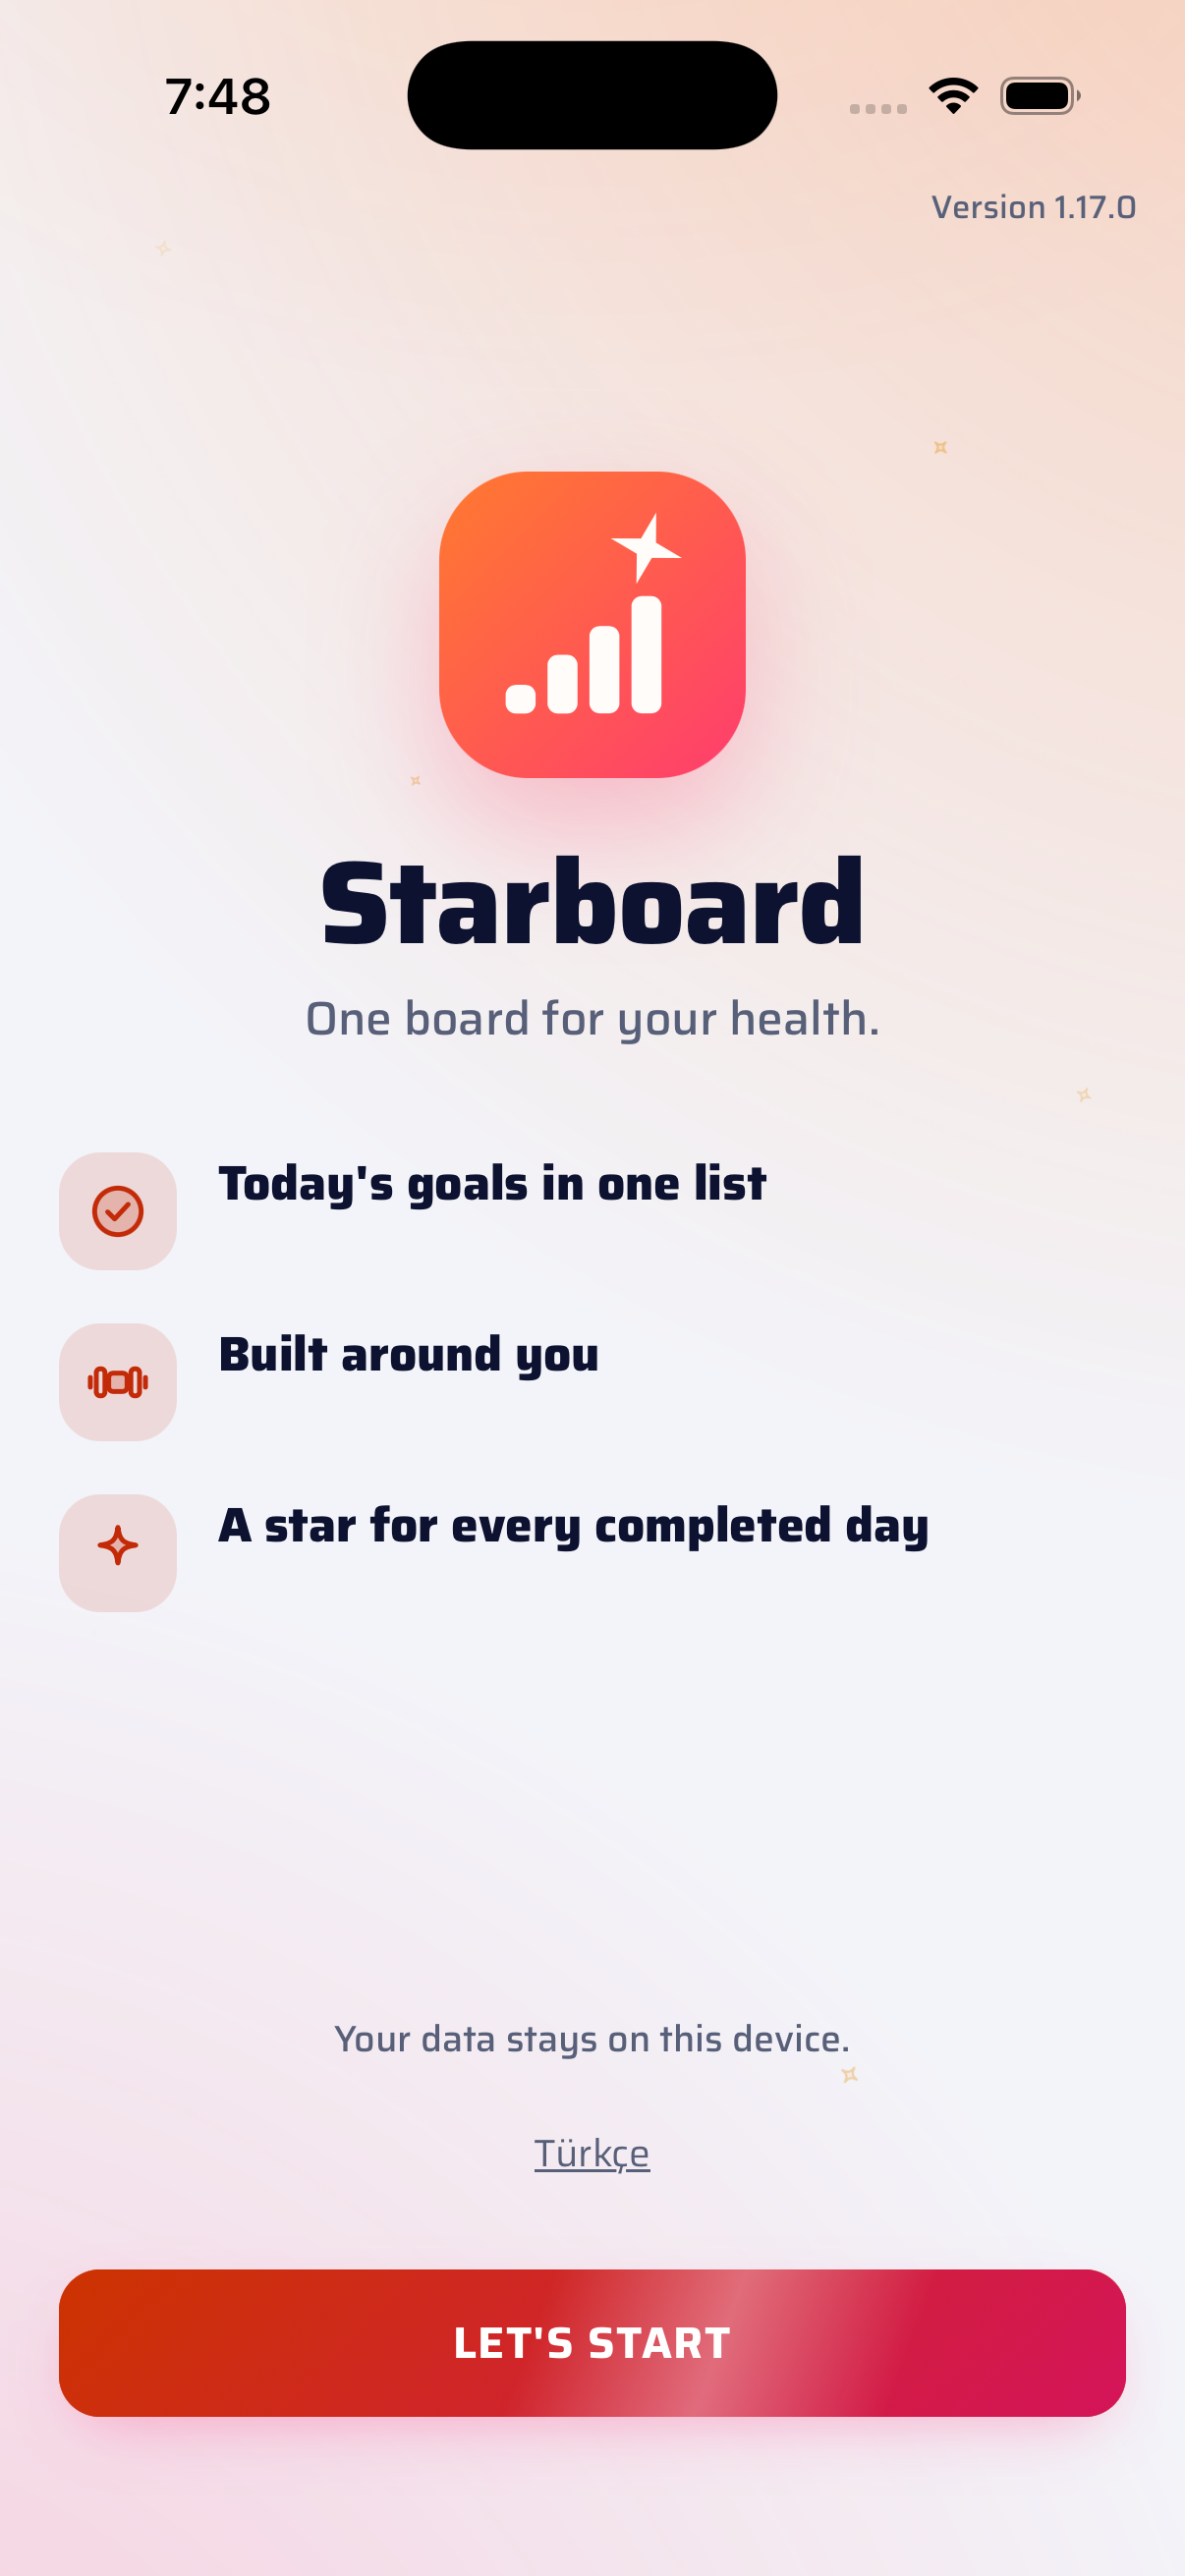 7:48
Version 1.17.0
Starboard
One board for your health.
Today's goals in one list
Built around you
A star for every completed day
Your data stays on this device.
Türkçe
LET'S START